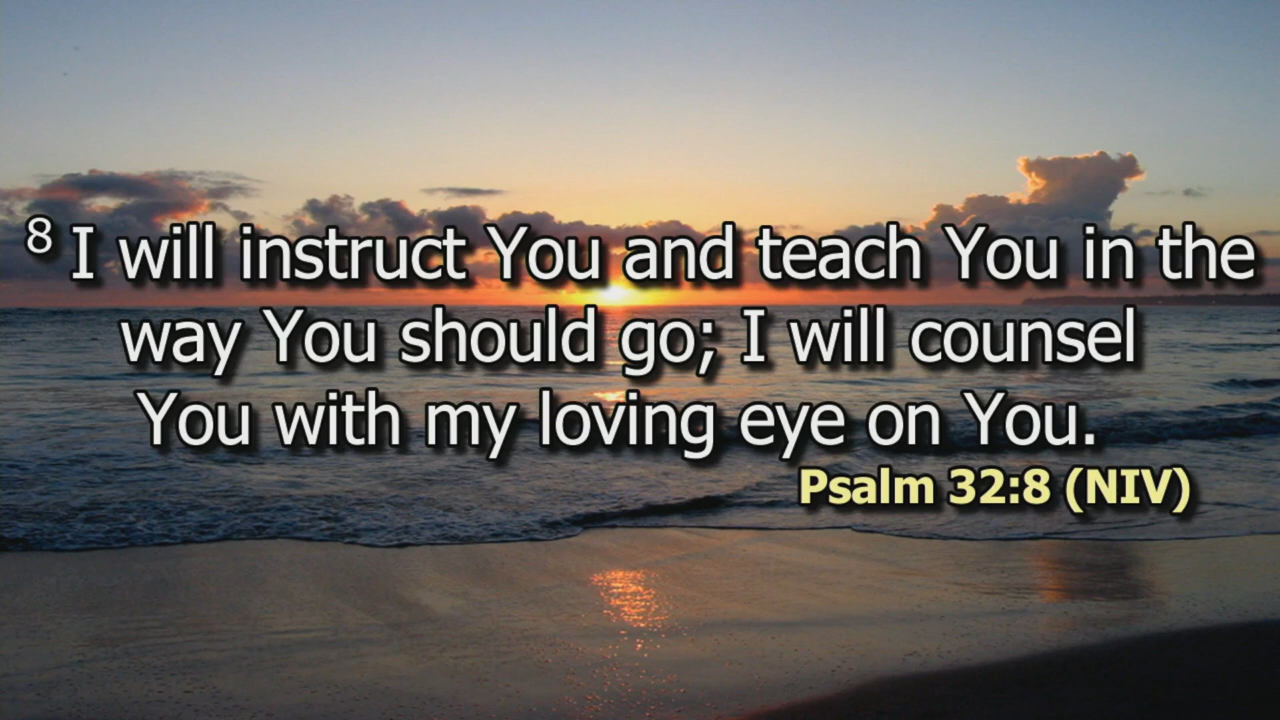 8 I will instruct You and teach You in the
way You should go; I will counsel
You with my loving eye on You.
Psalm 32:8 (NIV)